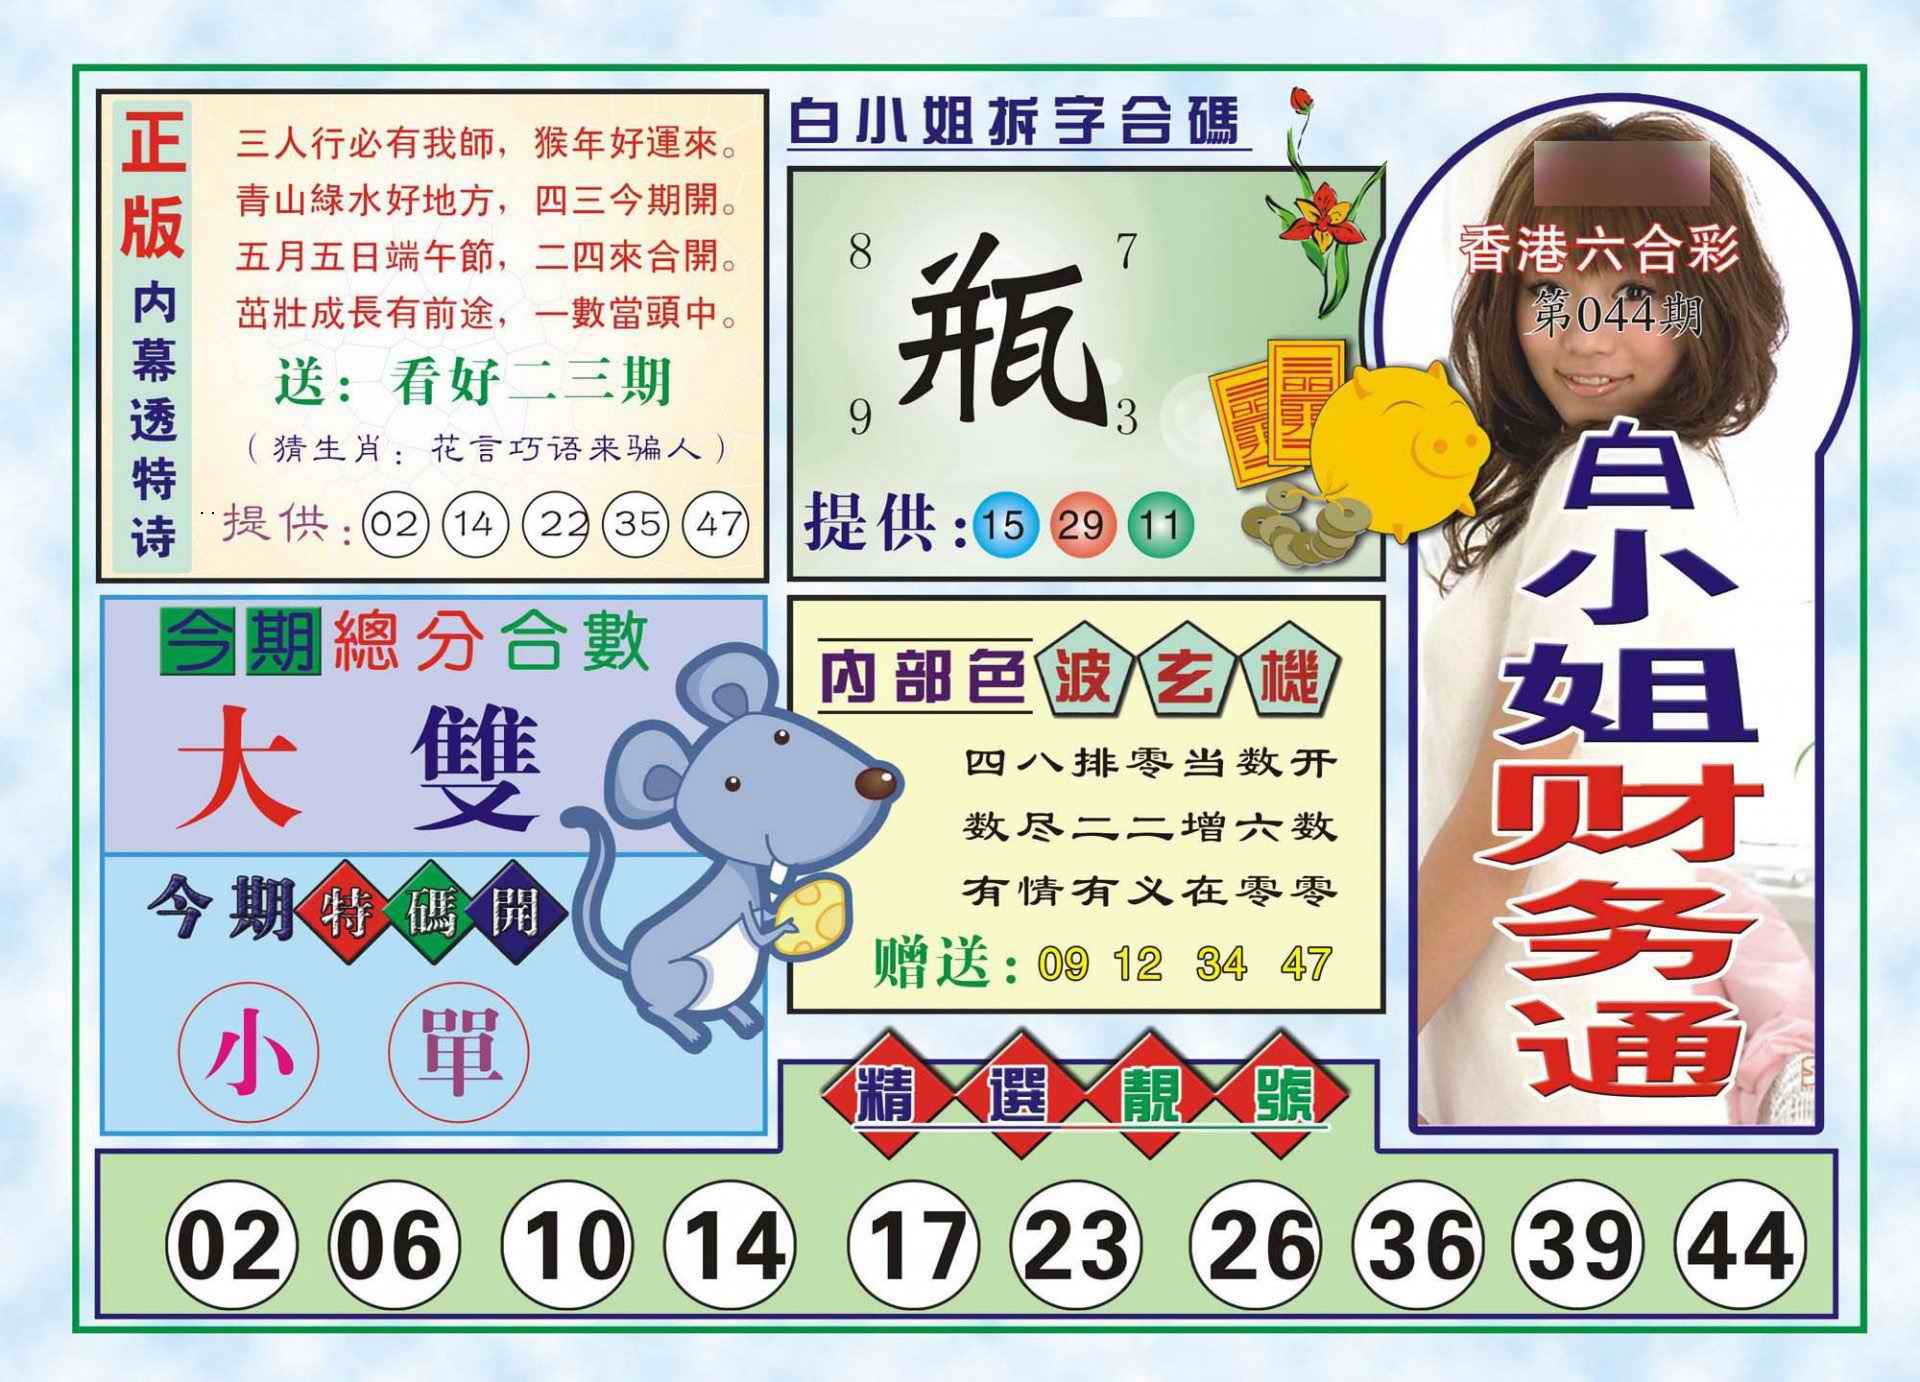 正版
内幕透特诗
三人行必有我師，猴年好運來。
青山綠水好地方，四三今期開。
五月五日端午節，二四來合開。
茁壯成長有前途，一數當頭中。
送：看好二三期
（猜生肖：花言巧语来骗人）
提供：02 14 22 35 47
白小姐拆字合碼
8 7
瓶
9 3
提供：15 29 11
香港六合彩
第044期
白小姐财务通
今期總分合數
大 雙
今期特碼開
小 單
內部色波玄機
四八排零当数开
数尽二二增六数
有情有义在零零
赠送：09 12 34 47
精選靚號
02 06 10 14 17 23 26 36 39 44